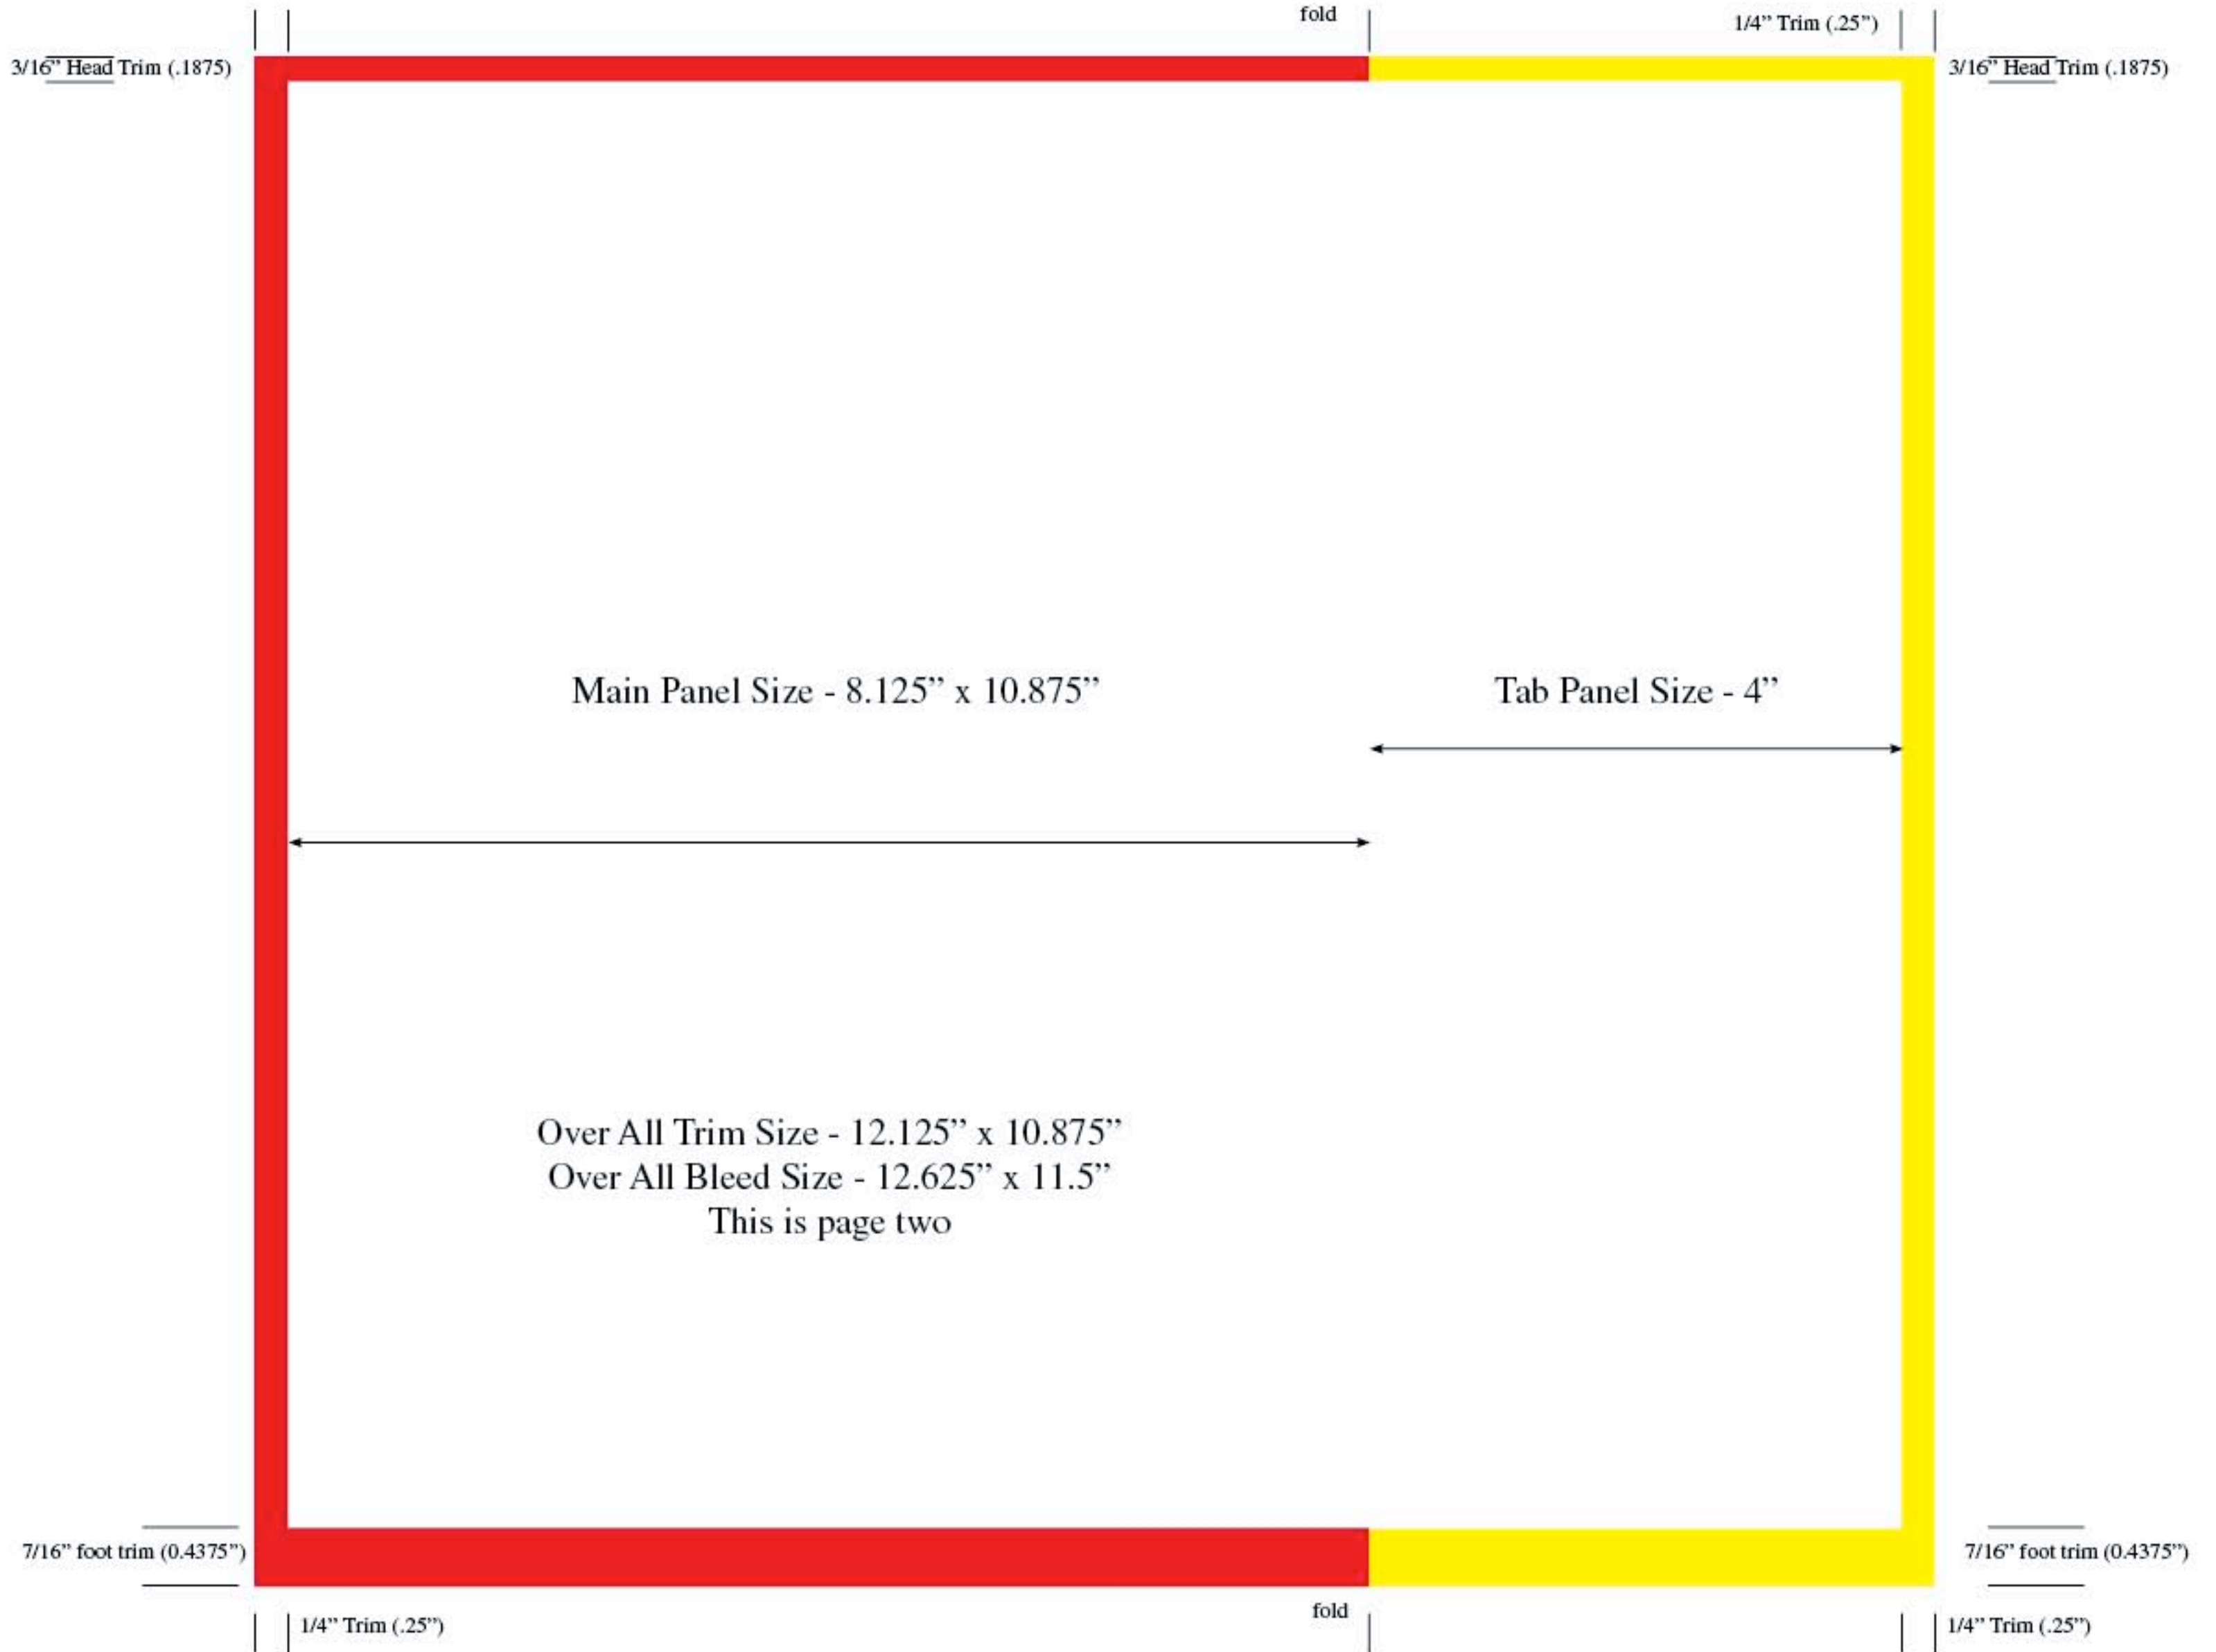 fold
1/4” Trim (.25”)
3/16” Head Trim (.1875)
3/16” Head Trim (.1875)
Main Panel Size - 8.125” x 10.875”
Tab Panel Size - 4”
Over All Trim Size - 12.125” x 10.875”
Over All Bleed Size - 12.625” x 11.5”
This is page two
7/16” foot trim (0.4375”)
7/16” foot trim (0.4375”)
fold
1/4” Trim (.25”)
1/4” Trim (.25”)